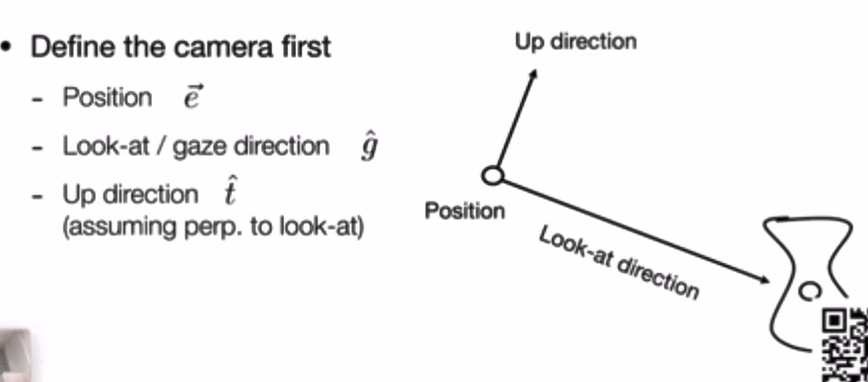 • Define the camera first
- Position $\vec{e}$
- Look-at / gaze direction $\hat{g}$
- Up direction $\hat{t}$
(assuming perp. to look-at)
Up direction
Position
Look-at direction